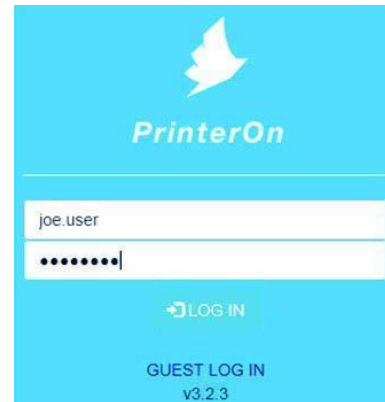 PrinterOn
joe.user
••••••••
LOG IN
GUEST LOG IN
v3.2.3